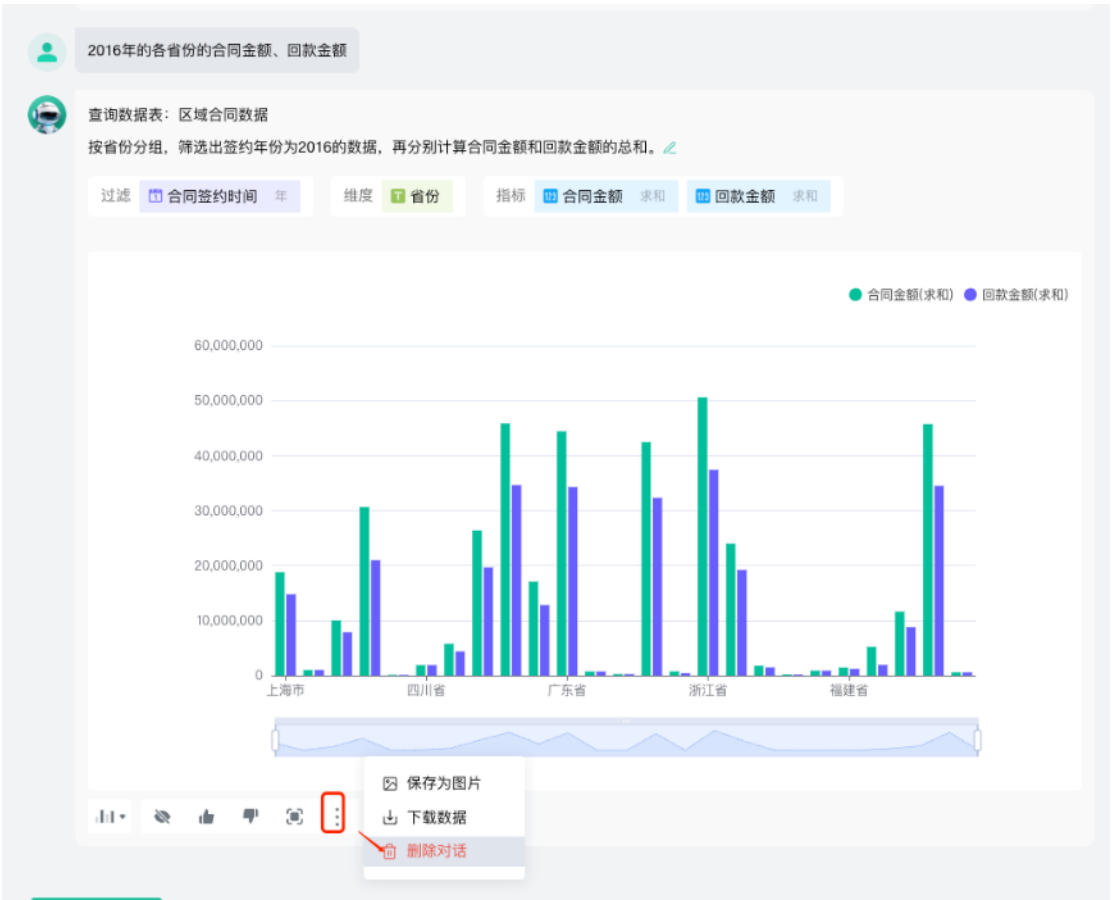 2016年的各省份的合同金额、回款金额
查询数据表：区域合同数据
按省份分组，筛选出签约年份为2016的数据，再分别计算合同金额和回款金额的总和。
过滤 合同签约时间 年 维度 T 省份 指标 123 合同金额 求和 123 回款金额 求和
合同金额(求和) 回款金额(求和)
60,000,000
50,000,000
40,000,000
30,000,000
20,000,000
10,000,000
0
上海市 四川省 广东省 浙江省 福建省
保存为图片
下载数据
删除对话